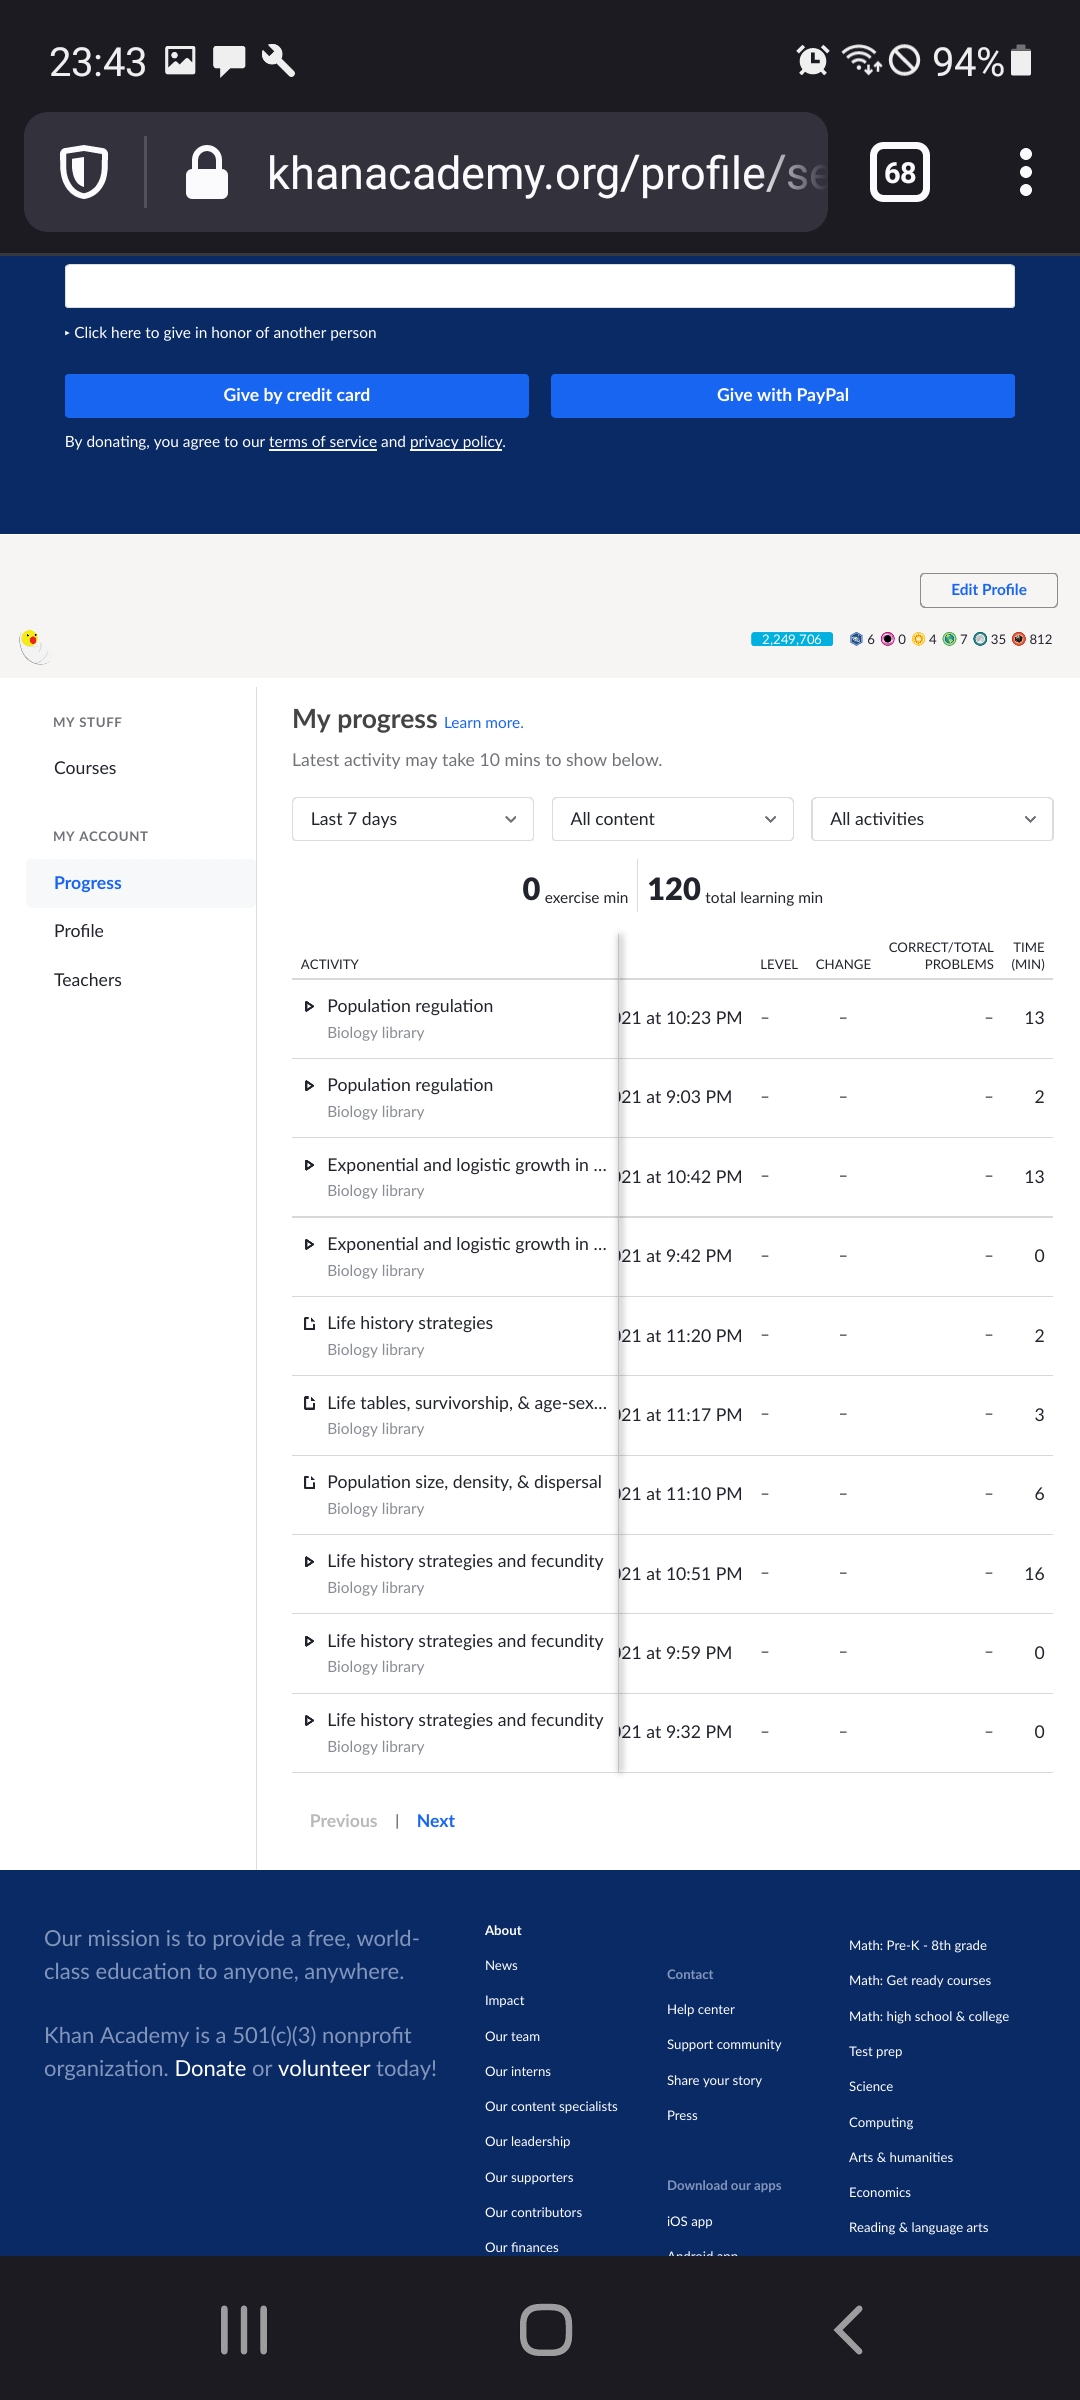 23:43
94%
khanacademy.org/profile/se
68
Click here to give in honor of another person
Give by credit card
Give with PayPal
By donating, you agree to our terms of service and privacy policy.
Edit Profile
2,249,706 6 0 4 7 35 812
MY STUFF
Courses
MY ACCOUNT
Progress
Profile
Teachers
My progress Learn more.
Latest activity may take 10 mins to show below.
Last 7 days
All content
All activities
0 exercise min
120 total learning min
ACTIVITY LEVEL CHANGE CORRECT/TOTAL PROBLEMS TIME (MIN)
Population regulation
Biology library
021 at 10:23 PM – – – 13
Population regulation
Biology library
021 at 9:03 PM – – – 2
Exponential and logistic growth in ...
Biology library
021 at 10:42 PM – – – 13
Exponential and logistic growth in ...
Biology library
021 at 9:42 PM – – – 0
Life history strategies
Biology library
021 at 11:20 PM – – – 2
Life tables, survivorship, & age-sex...
Biology library
021 at 11:17 PM – – – 3
Population size, density, & dispersal
Biology library
021 at 11:10 PM – – – 6
Life history strategies and fecundity
Biology library
021 at 10:51 PM – – – 16
Life history strategies and fecundity
Biology library
021 at 9:59 PM – – – 0
Life history strategies and fecundity
Biology library
021 at 9:32 PM – – – 0
Previous | Next
Our mission is to provide a free, world-
class education to anyone, anywhere.
Khan Academy is a 501(c)(3) nonprofit
organization. Donate or volunteer today!
About
News
Impact
Our team
Our interns
Our content specialists
Our leadership
Our supporters
Our contributors
Our finances
Contact
Help center
Support community
Share your story
Press
Download our apps
iOS app
Android app
Math: Pre-K - 8th grade
Math: Get ready courses
Math: high school & college
Test prep
Science
Computing
Arts & humanities
Economics
Reading & language arts